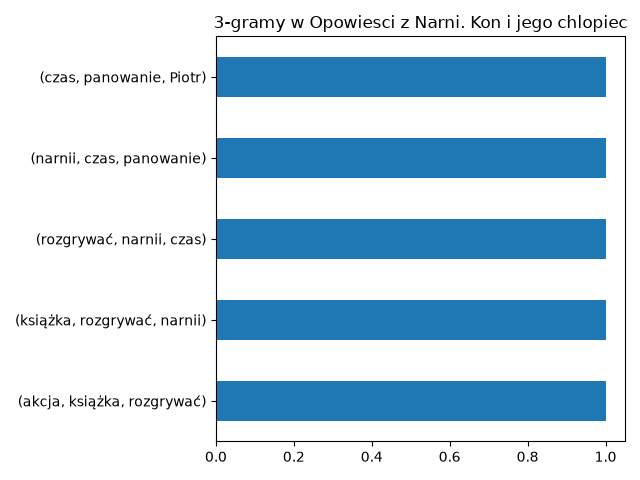 3-gramy w Opowiesci z Narni. Kon i jego chlopiec
(czas, panowanie, Piotr)
(narnii, czas, panowanie)
(rozgrywać, narnii, czas)
(książka, rozgrywać, narnii)
(akcja, książka, rozgrywać)
0.0 0.2 0.4 0.6 0.8 1.0